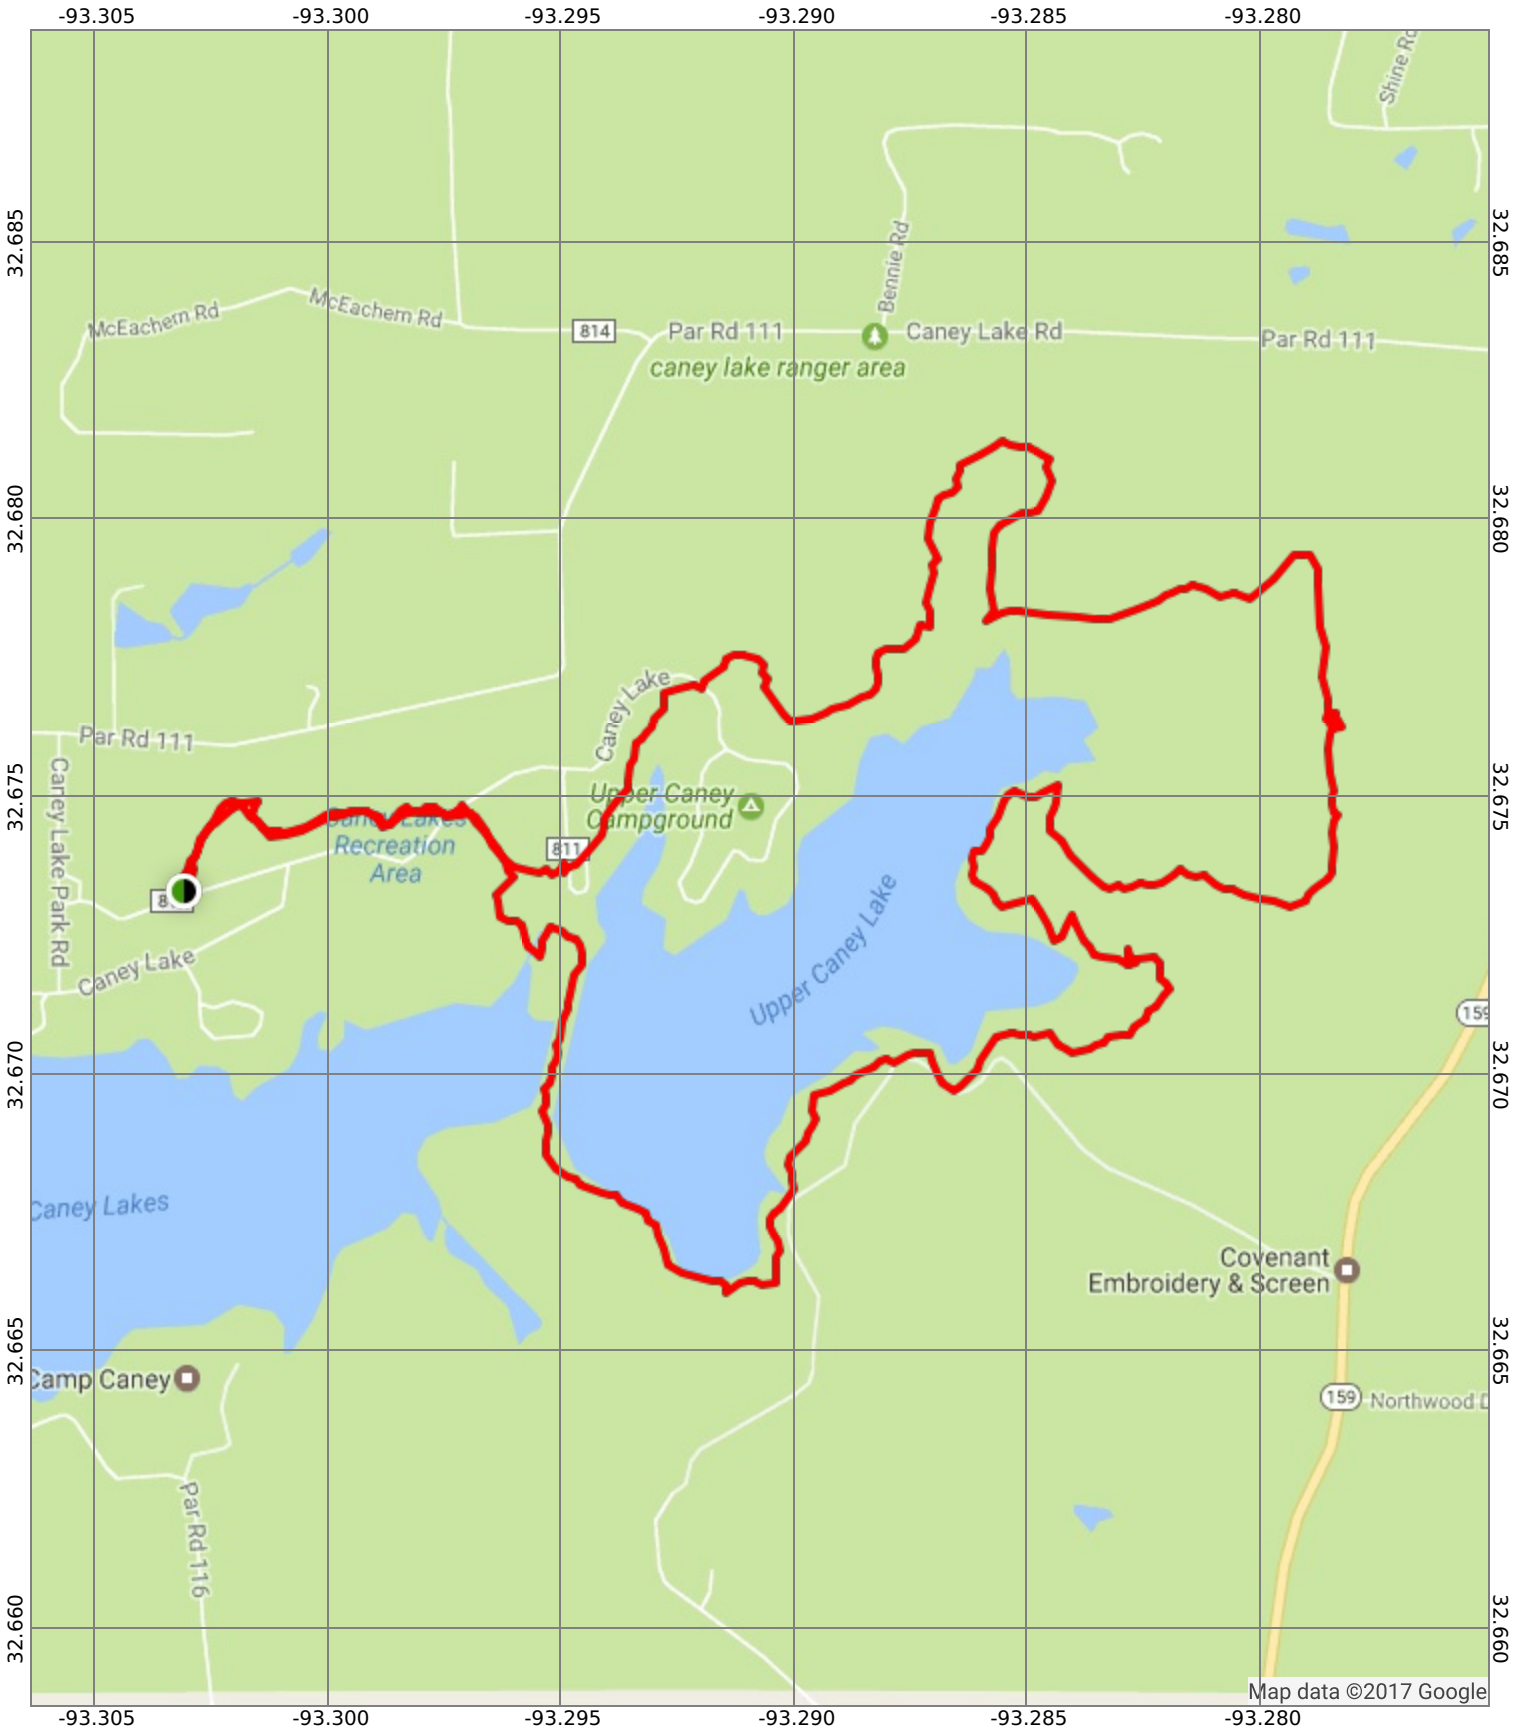 -93.305 -93.300 -93.295 -93.290 -93.285 -93.280
Shine Rd
32.685
32.685
Bennie Rd
McEachern Rd
McEachern Rd
814
Par Rd 111
Caney Lake Rd
Par Rd 111
caney lake ranger area
32.680
32.680
Caney Lake
Par Rd 111
Caney Lake Park Rd
32.675
32.675
Upper Caney
Campground
Caney Lakes
Recreation
Area
811
Upper Caney Lake
Caney Lake
159
32.670
32.670
Caney Lakes
Covenant
Embroidery & Screen
32.665
32.665
Camp Caney
159
Northwood D
Par Rd 116
32.660
32.660
Map data ©2017 Google
-93.305 -93.300 -93.295 -93.290 -93.285 -93.280